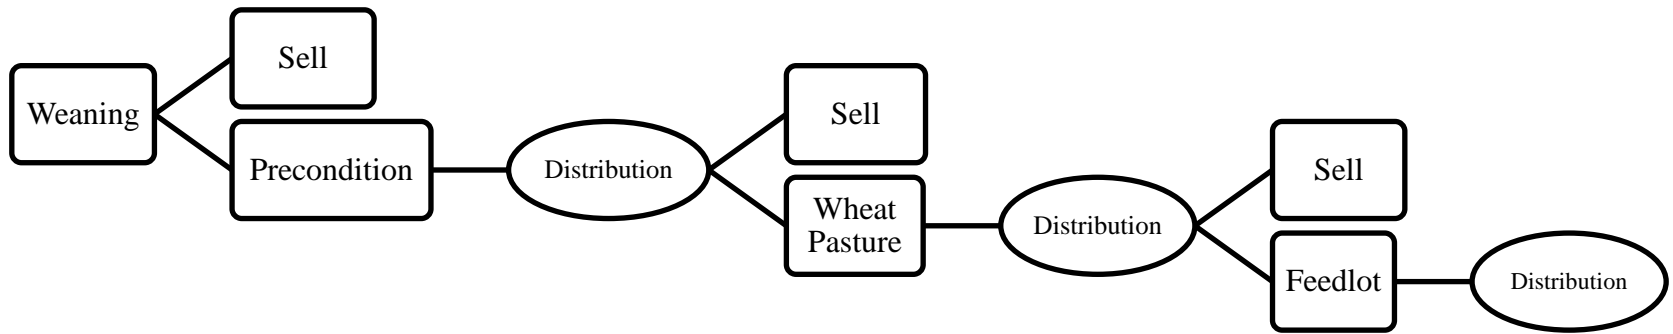 Weaning
Sell
Precondition
Distribution
Sell
Wheat
Pasture
Distribution
Sell
Feedlot
Distribution